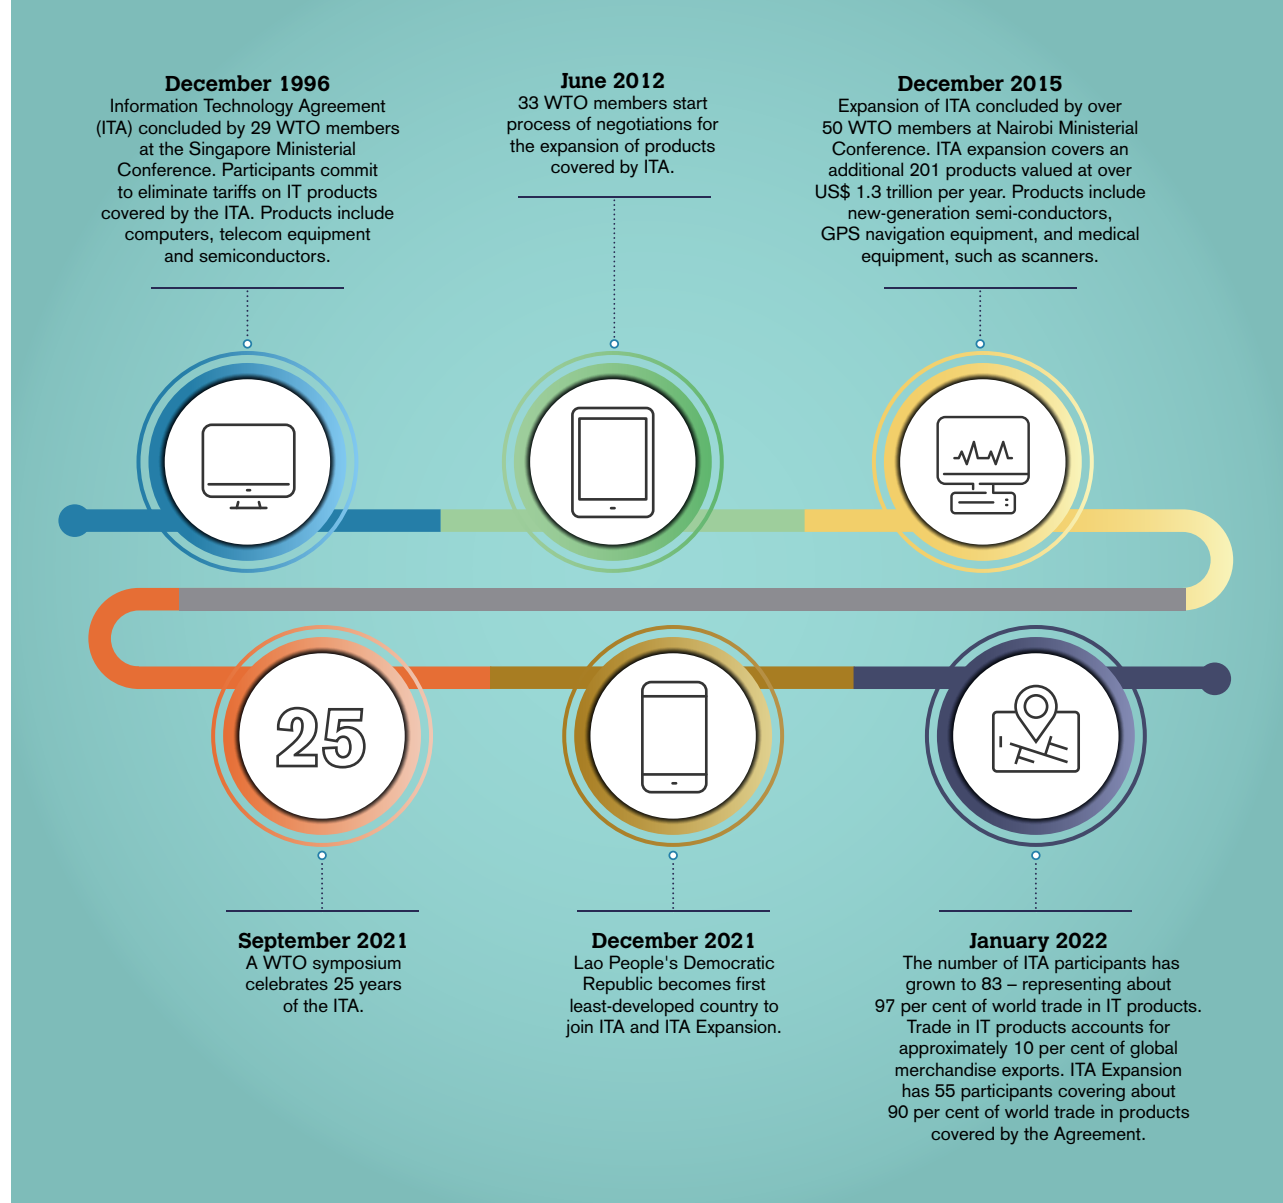 December 1996
Information Technology Agreement
(ITA) concluded by 29 WTO members
at the Singapore Ministerial
Conference. Participants commit
to eliminate tariffs on IT products
covered by the ITA. Products include
computers, telecom equipment
and semiconductors.
June 2012
33 WTO members start
process of negotiations for
the expansion of products
covered by ITA.
December 2015
Expansion of ITA concluded by over
50 WTO members at Nairobi Ministerial
Conference. ITA expansion covers an
additional 201 products valued at over
US$ 1.3 trillion per year. Products include
new-generation semi-conductors,
GPS navigation equipment, and medical
equipment, such as scanners.
25
September 2021
A WTO symposium
celebrates 25 years
of the ITA.
December 2021
Lao People's Democratic
Republic becomes first
least-developed country to
join ITA and ITA Expansion.
January 2022
The number of ITA participants has
grown to 83 – representing about
97 per cent of world trade in IT products.
Trade in IT products accounts for
approximately 10 per cent of global
merchandise exports. ITA Expansion
has 55 participants covering about
90 per cent of world trade in products
covered by the Agreement.